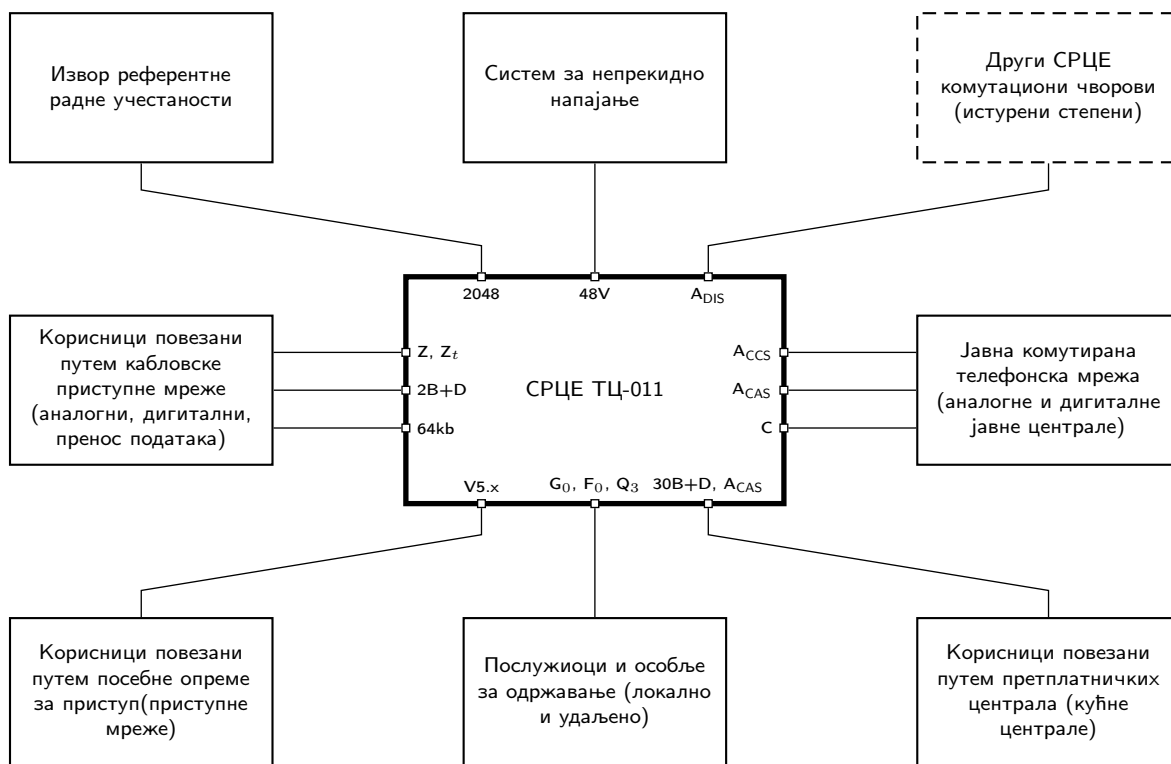 Извор референтне
радне учестаности
Систем за непрекидно
напајање
Други СРЦЕ
комутациони чворови
(истурени степени)
2048
48V
A_DIS
Корисници повезани
путем кабловске
приступне мреже
(аналогни, дигитални,
пренос података)
Z, Z_t
2B+D
64kb
СРЦЕ ТЦ-011
A_CCS
A_CAS
C
Јавна комутирана
телефонска мрежа
(аналогне и дигиталне
јавне централе)
V5.x
G_0, F_0, Q_3
30B+D, A_CAS
Корисници повезани
путем посебне опреме
за приступ(приступне
мреже)
Послужиоци и особље
за одржавање (локално
и удаљено)
Корисници повезани
путем претплатничких
централа (кућне
централе)